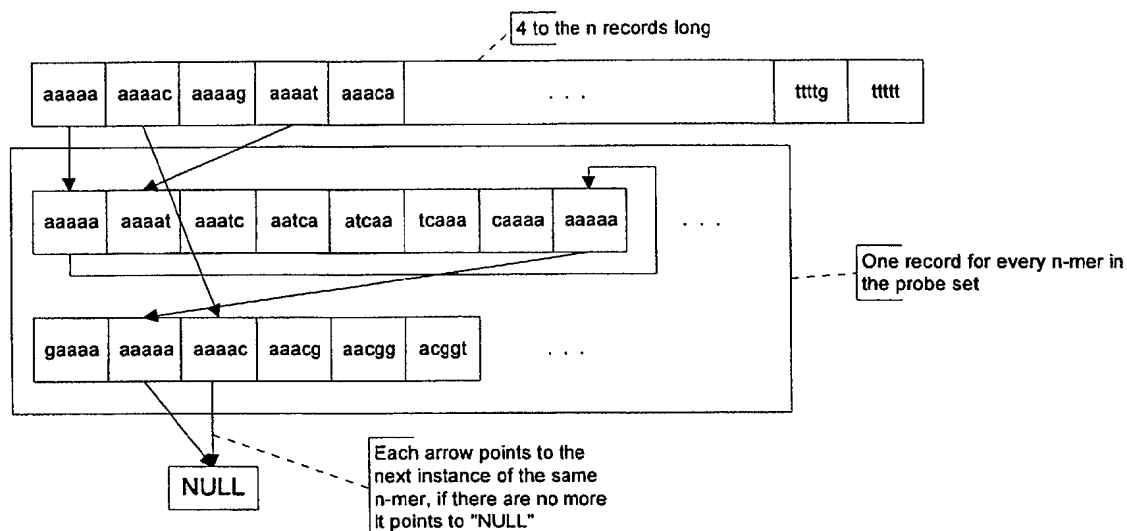 4 to the n records long
aaaaa aaaac aaaag aaaat aaaca . . . ttttg ttttt
aaaaa aaaat aaatc aatca atcaa tcaaa caaaa aaaaa . . .
One record for every n-mer in
the probe set
gaaaa aaaaa aaaac aaacg aacgg acggt . . .
Each arrow points to the
next instance of the same
n-mer, if there are no more
it points to "NULL"
NULL